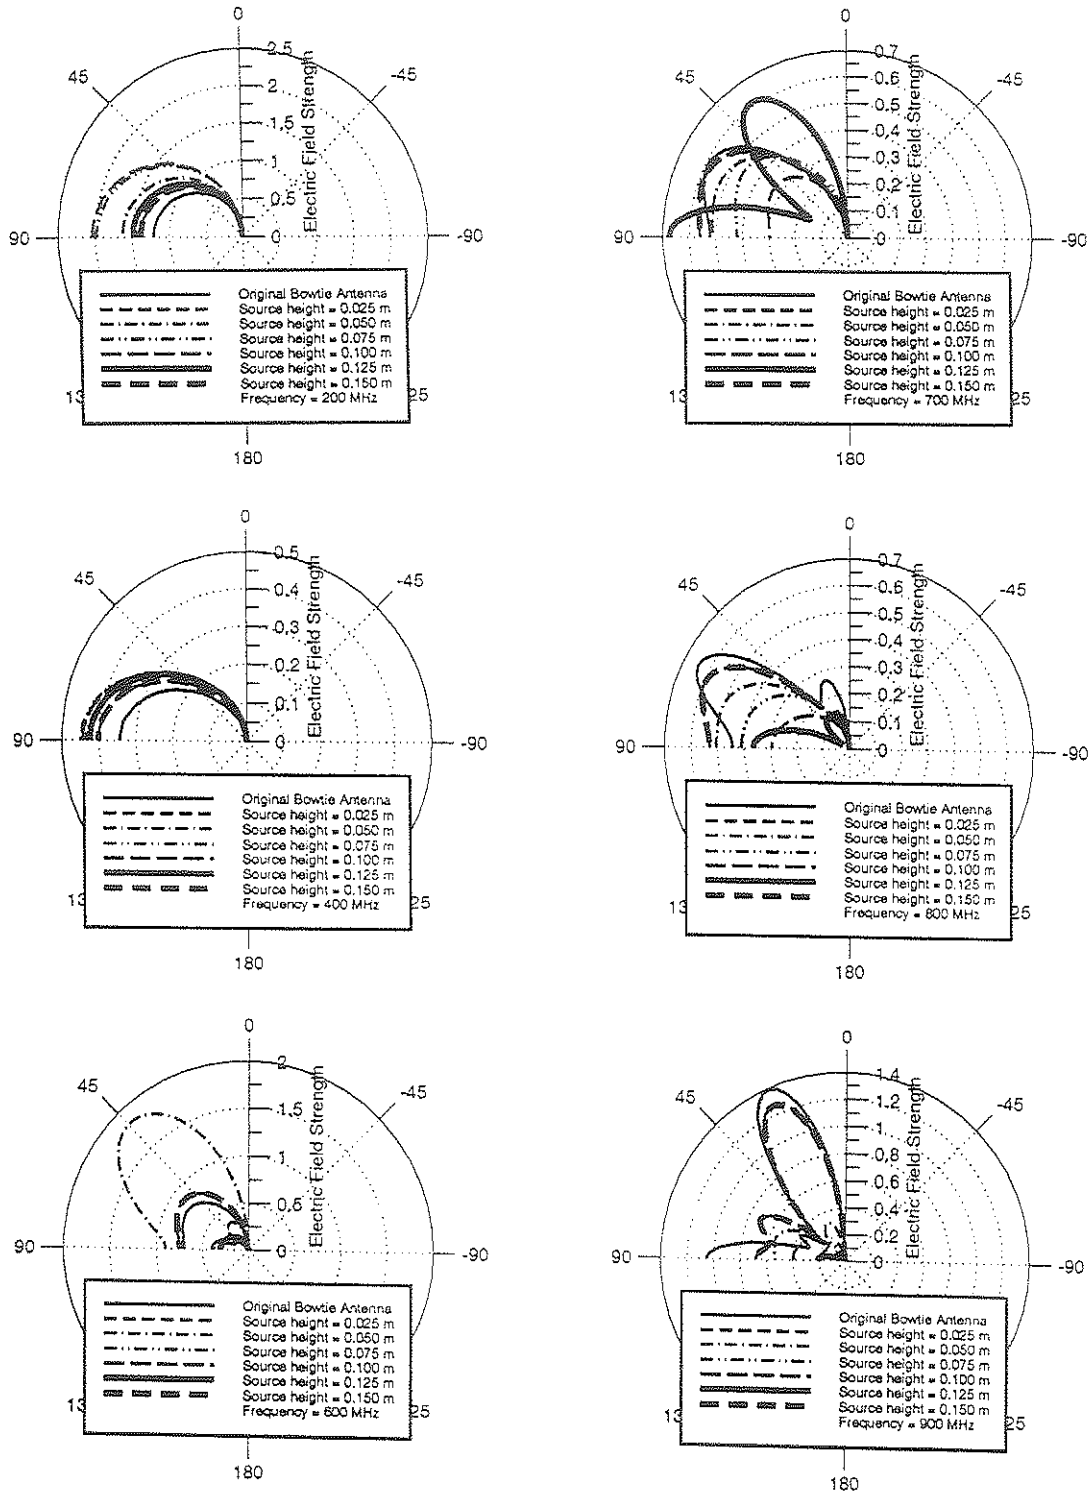 0
45
-45
2.5
2
1.5
1
0.5
0
Electric Field Strength
90
-90
Original Bowtie Antenna
Source height = 0.025 m
Source height = 0.050 m
Source height = 0.075 m
Source height = 0.100 m
Source height = 0.125 m
Source height = 0.150 m
Frequency = 200 MHz
13
25
180
0
45
-45
0.7
0.6
0.5
0.4
0.3
0.2
0.1
0
Electric Field Strength
90
-90
Original Bowtie Antenna
Source height = 0.025 m
Source height = 0.050 m
Source height = 0.075 m
Source height = 0.100 m
Source height = 0.125 m
Source height = 0.150 m
Frequency = 700 MHz
13
25
180
0
45
-45
0.5
0.4
0.3
0.2
0.1
0
Electric Field Strength
90
-90
Original Bowtie Antenna
Source height = 0.025 m
Source height = 0.050 m
Source height = 0.075 m
Source height = 0.100 m
Source height = 0.125 m
Source height = 0.150 m
Frequency = 400 MHz
13
25
180
0
45
-45
0.7
0.6
0.5
0.4
0.3
0.2
0.1
0
Electric Field Strength
90
-90
Original Bowtie Antenna
Source height = 0.025 m
Source height = 0.050 m
Source height = 0.075 m
Source height = 0.100 m
Source height = 0.125 m
Source height = 0.150 m
Frequency = 800 MHz
13
25
180
0
45
-45
2
1.5
1
0.5
0
Electric Field Strength
90
-90
Original Bowtie Antenna
Source height = 0.025 m
Source height = 0.050 m
Source height = 0.075 m
Source height = 0.100 m
Source height = 0.125 m
Source height = 0.150 m
Frequency = 600 MHz
13
25
180
0
45
-45
1.4
1.2
1
0.8
0.6
0.4
0.2
0
Electric Field Strength
90
-90
Original Bowtie Antenna
Source height = 0.025 m
Source height = 0.050 m
Source height = 0.075 m
Source height = 0.100 m
Source height = 0.125 m
Source height = 0.150 m
Frequency = 900 MHz
13
25
180